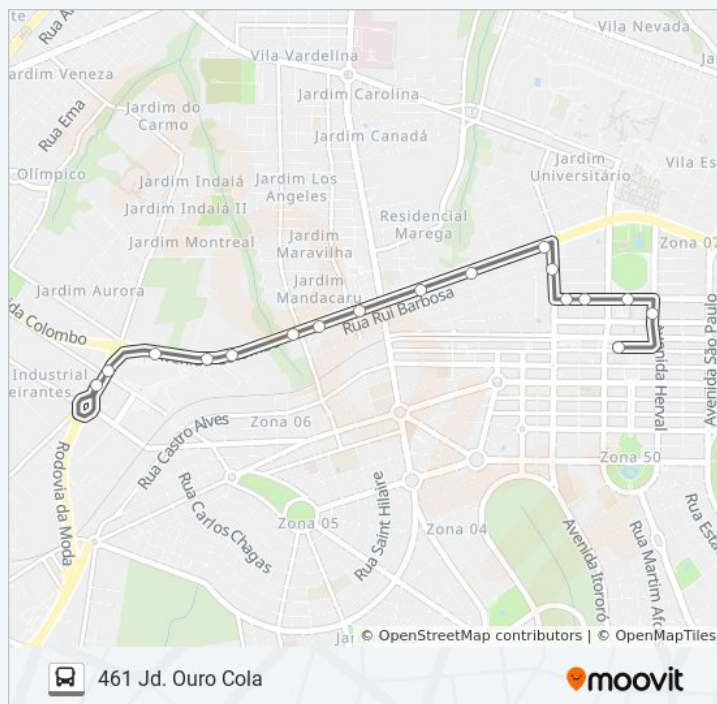 Vila Nevada
Rua A
Vila Vardelina
Jardim Veneza
Jardim Carolina
Jardim do
Carmo
Rua Ema
Jardim Canadá
Jardim
Universitário
Vila Es
Olímpico
Jardim Indaiá
Jardim Los
Angeles
Jardim Indaiá II
Residencial
Marega
Jardim Montreal
Jardim
Maravilha
Zona 07
Jardim Aurora
Jardim
Mandacaru
Rua Rui Barbosa
ida Colombo
Avenida Herval
Avenida São Paulo
Industrial
eirantes
Rua Castro Alves
Zona 06
Rodovia da Moda
Zona 50
Rua Carlos Chagas
Zona 05
Rua Saint Hilaire
Zona 04
Avenida Itororó
Rua Martim Afo
Rua Esta
Ja
© OpenStreetMap contributors | © OpenMapTiles
461 Jd. Ouro Cola
moovit